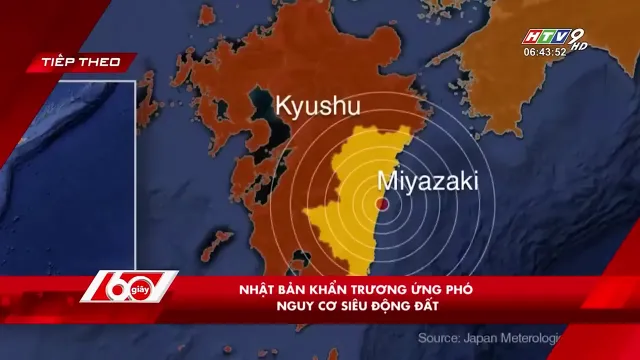 TIẾP THEO
HTV9
HD
06:43:52
Kyushu
Miyazaki
60
giây
NHẬT BẢN KHẨN TRƯƠNG ỨNG PHÓ
NGUY CƠ SIÊU ĐỘNG ĐẤT
Source: Japan Meterologic